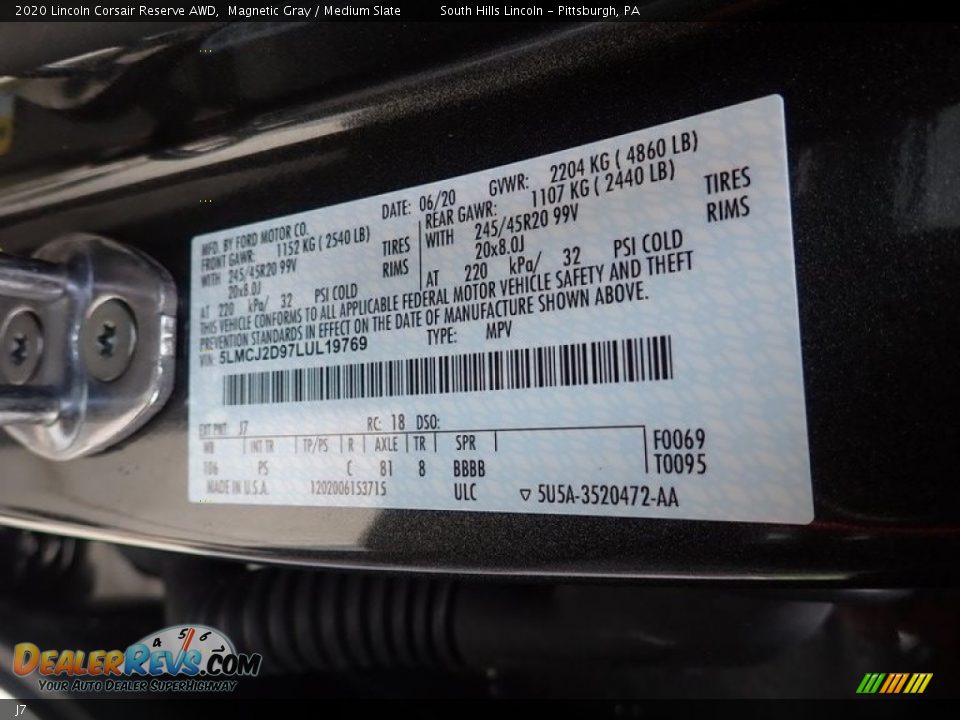 2020 Lincoln Corsair Reserve AWD,  Magnetic Gray / Medium Slate South Hills Lincoln - Pittsburgh, PA
MFD. BY FORD MOTOR CO. DATE: 06/20 GVWR: 2204 KG ( 4860 LB)
FRONT GAWR: 1152 KG ( 2540 LB) REAR GAWR: 1107 KG ( 2440 LB)
WITH 245/45R20 99V TIRES WITH 245/45R20 99V TIRES
20x8.0J RIMS 20x8.0J RIMS
AT 220 kPa/ 32 PSI COLD AT 220 kPa/ 32 PSI COLD
THIS VEHICLE CONFORMS TO ALL APPLICABLE FEDERAL MOTOR VEHICLE SAFETY AND THEFT
PREVENTION STANDARDS IN EFFECT ON THE DATE OF MANUFACTURE SHOWN ABOVE.
VIN: 5LMCJ2D97LUL19769 TYPE: MPV
EXT PNT: J7 RC: 18 DSO:
WB INT TR TP/PS R AXLE TR SPR F0069
106 PS C 81 8 BBBB T0095
MADE IN U.S.A. 1202006153715 ULC ▽ 5U5A-3520472-AA
4 5 6 7
DEALERREVS.COM
YOUR AUTO DEALER SUPERHIGHWAY
J7